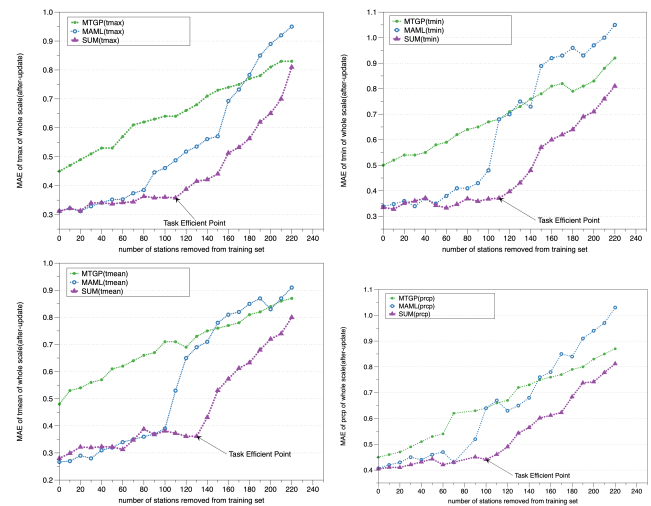 MTGP(tmax)
MAML(tmax)
SUM(tmax)
MAE of tmax of whole scale(after-update)
1.0
0.9
0.8
0.7
0.6
0.5
0.4
0.3
Task Efficient Point
0 20 40 60 80 100 120 140 160 180 200 220 240
number of stations removed from training set
MTGP(tmin)
MAML(tmin)
SUM(tmin)
MAE of tmin of whole scale(after-update)
1.1
1.0
0.9
0.8
0.7
0.6
0.5
0.4
0.3
Task Efficient Point
0 20 40 60 80 100 120 140 160 180 200 220 240
number of stations removed from training set
MTGP(tmean)
MAML(tmean)
SUM(tmean)
MAE of tmean of whole scale(after-update)
1.0
0.9
0.8
0.7
0.6
0.5
0.4
0.3
0.2
Task Efficient Point
0 20 40 60 80 100 120 140 160 180 200 220 240
number of stations removed from training set
MTGP(prcp)
MAML(prcp)
SUM(prcp)
MAE of prcp of whole scale(after-update)
1.1
1.0
0.9
0.8
0.7
0.6
0.5
0.4
Task Efficient Point
0 20 40 60 80 100 120 140 160 180 200 220 240
number of stations removed from training set